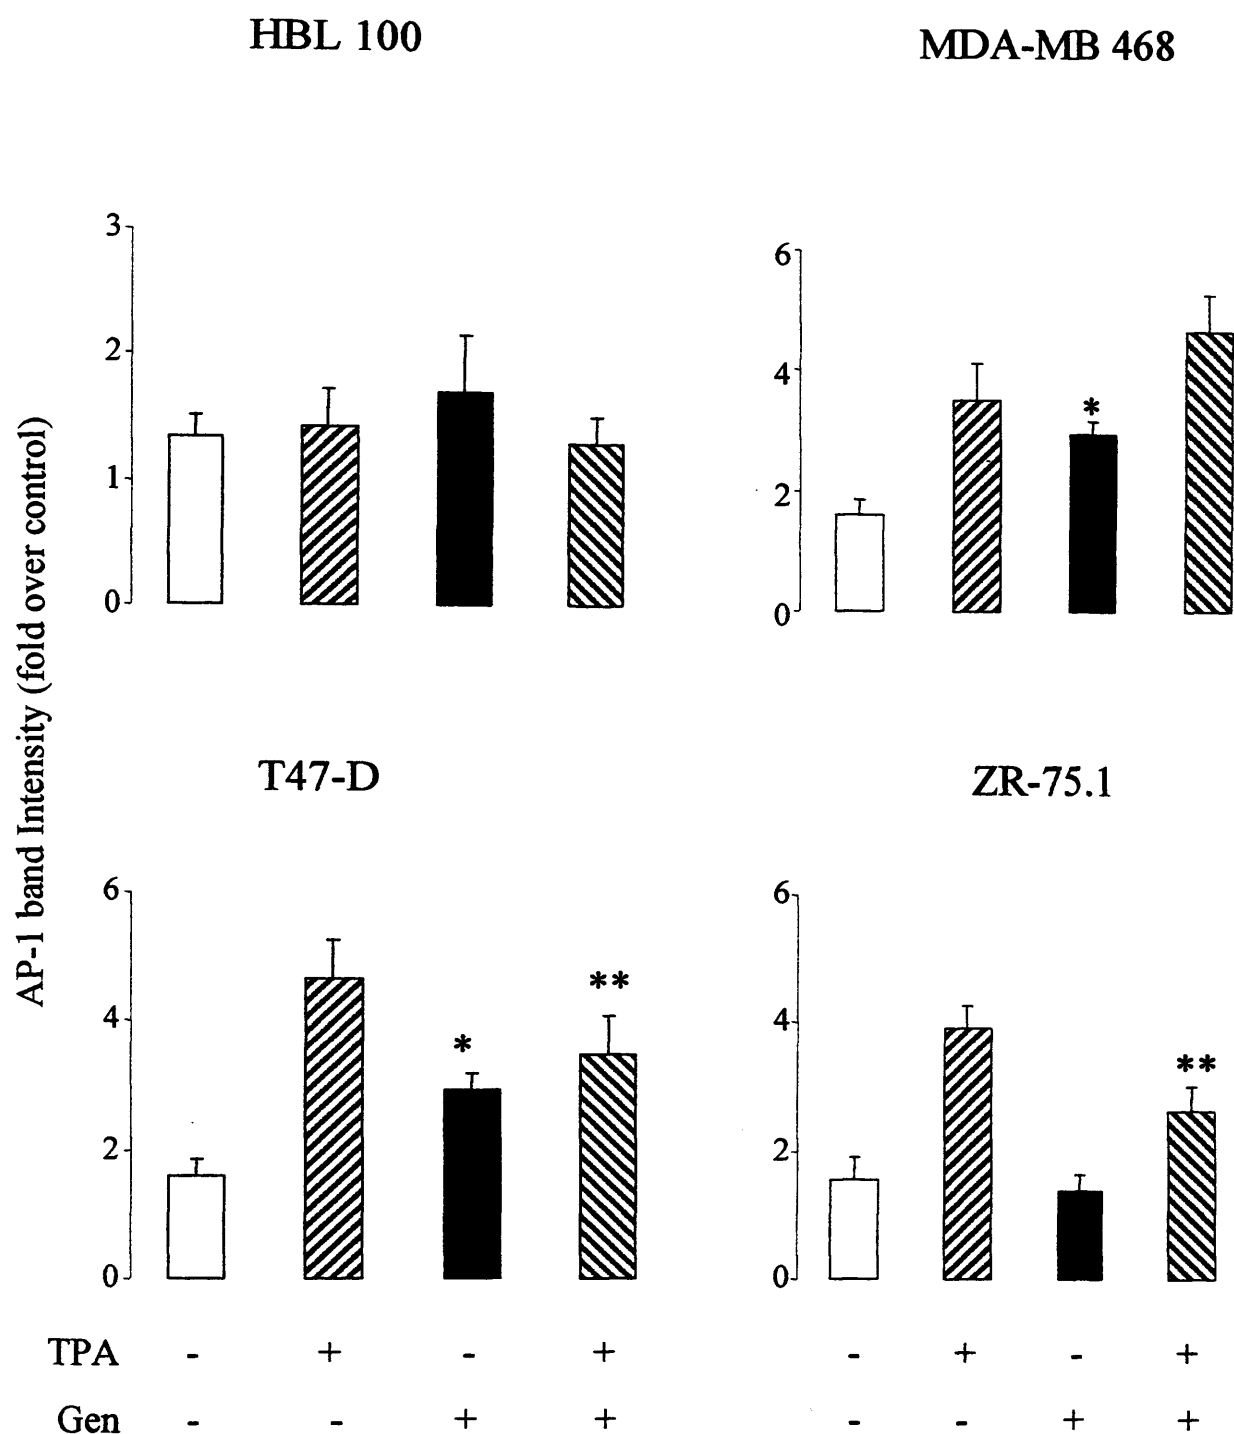 HBL 100
MDA-MB 468
AP-1 band Intensity (fold over control)
3
2
1
0
6
4
2
0
*
T47-D
ZR-75.1
6
4
2
0
*
**
6
4
2
0
**
TPA - + - + - + - +
Gen - - + + - - + +